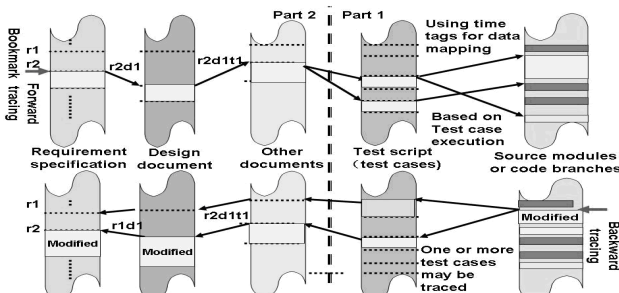 Part 2
Part 1
Using time
tags for data
mapping
Bookmark tracing
Forward
r1
r2
r2d1
r2d1t1
Based on
Test case
execution
Requirement
specification
Design
document
Other
documents
Test script
(test cases)
Source modules
or code branches
r1
r2
r1d1
r2d1t1
Modified
Modified
Modified
One or more
test cases
may be
traced
Backward
tracing